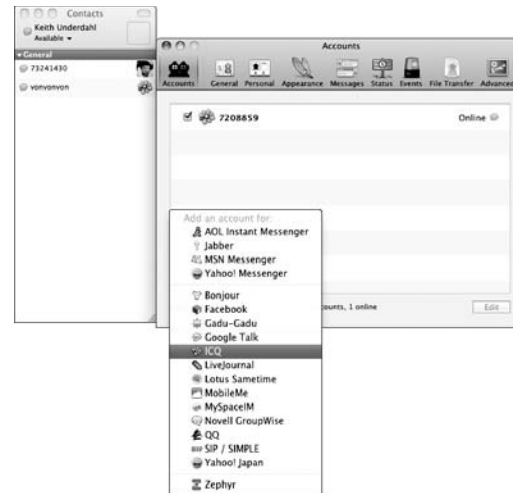 Contacts
Keith Underdahl
Available
General
73241430
vonvonvon
Accounts
Accounts General Personal Appearance Messages Status Events File Transfer Advanced
7208859 Online
Add an account for:
AOL Instant Messenger
Jabber
MSN Messenger
Yahoo! Messenger
Bonjour
Facebook
Gadu-Gadu
Google Talk
ICQ
LiveJournal
Lotus Sametime
MobileMe
MySpaceIM
Novell GroupWise
QQ
SIP / SIMPLE
Yahoo! Japan
Zephyr
counts, 1 online
Edit